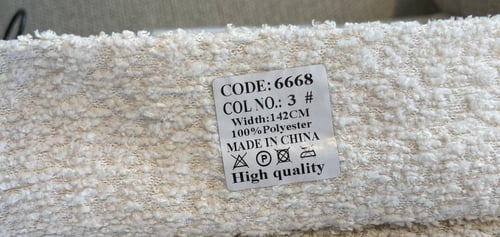 CODE: 6668
COL NO.: 3 #
Width:142CM
100%Polyester
MADE IN CHINA
P
High quality